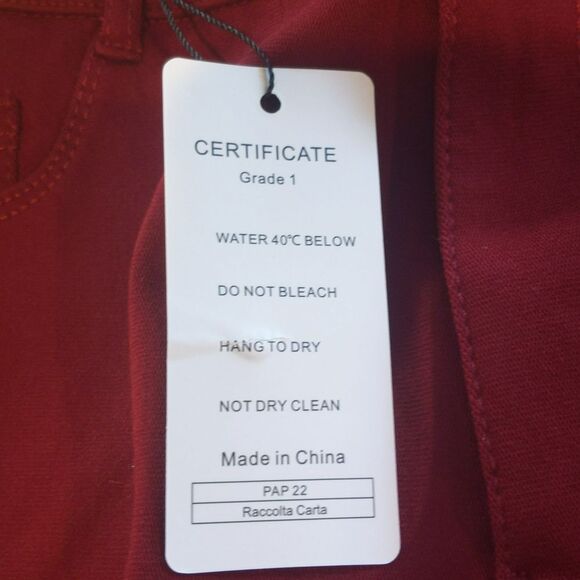 CERTIFICATE
Grade 1
WATER 40℃ BELOW
DO NOT BLEACH
HANG TO DRY
NOT DRY CLEAN
Made in China
PAP 22
Raccolta Carta